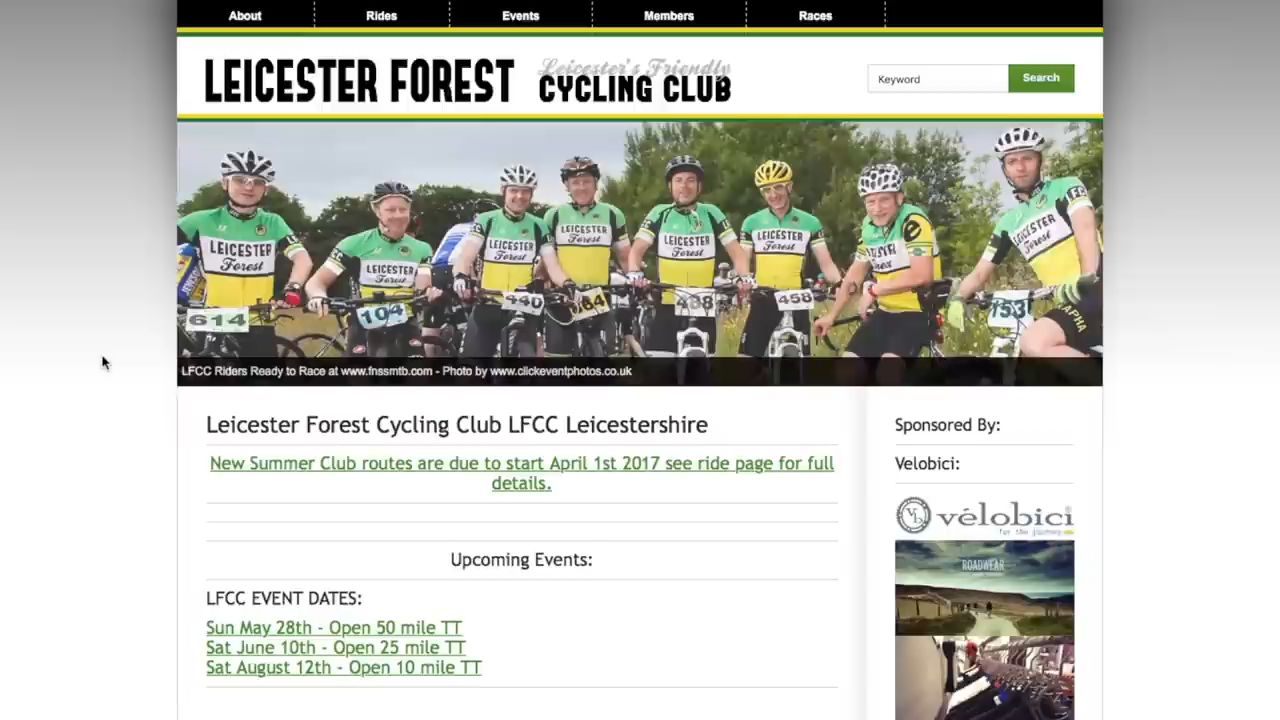 About Rides Events Members Races
LEICESTER FOREST
Leicester's Friendly
CYCLING CLUB
Keyword Search
LEICESTER
Forest
LEICESTER
Forest
LEICESTER
Forest
LEICESTER
Forest
LEICESTER
Forest
LEICESTER
Forest
LEICESTER
Forest
614
104
440
458
153
LFCC Riders Ready to Race at www.fnssmtb.com - Photo by www.clickeventphotos.co.uk
Leicester Forest Cycling Club LFCC Leicestershire
New Summer Club routes are due to start April 1st 2017 see ride page for full
details.
Upcoming Events:
LFCC EVENT DATES:
Sun May 28th - Open 50 mile TT
Sat June 10th - Open 25 mile TT
Sat August 12th - Open 10 mile TT
Sponsored By:
Velobici:
vb
vélobici
for the journey
ROADWEAR